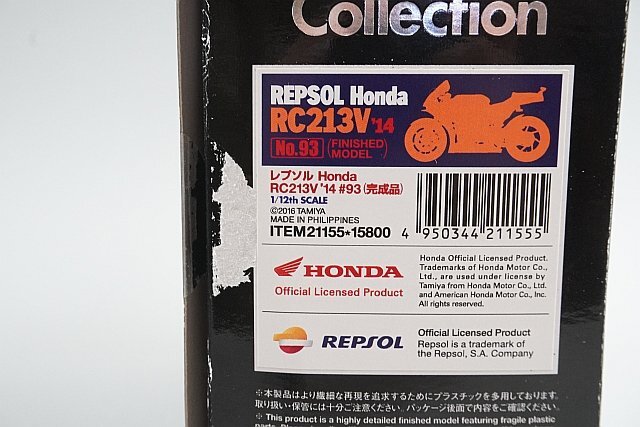 Collection
REPSOL Honda
RC213V '14
No.93 (FINISHED MODEL)
レプソル Honda
RC213V '14 #93 (完成品)
1/12th SCALE
©2016 TAMIYA
MADE IN PHILIPPINES
ITEM 21155*15800
4 950344 211555
HONDA
Official Licensed Product
Honda Official Licensed Product.
Trademarks of Honda Motor Co.,
Ltd., are used under license by
Tamiya from Honda Motor Co., Ltd.
and American Honda Motor Co., Inc.
All rights reserved.
REPSOL
Official Licensed Product
Repsol is a trademark of
the Repsol, S.A. Company
※本製品はより繊細な再現を追求するためにプラスチックを多用しております。
取り扱い・保管には十分ご注意ください。パッケージ後面で内容をご確認ください。
※ This product is a highly detailed finished model featuring fragile plastic